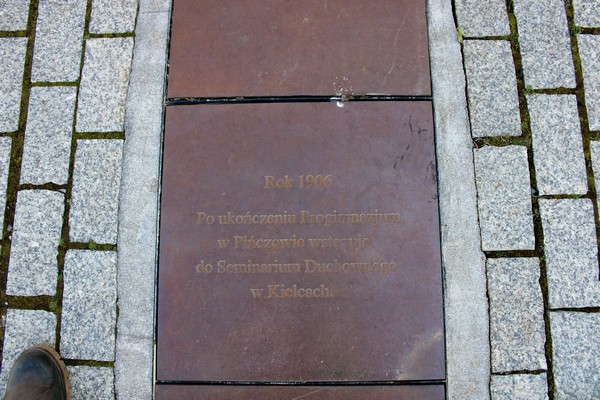 Rok 1906
Po ukończeniu Progimnazjum
w Pińczowie wstępuje
do Seminarium Duchownego
w Kielcach.